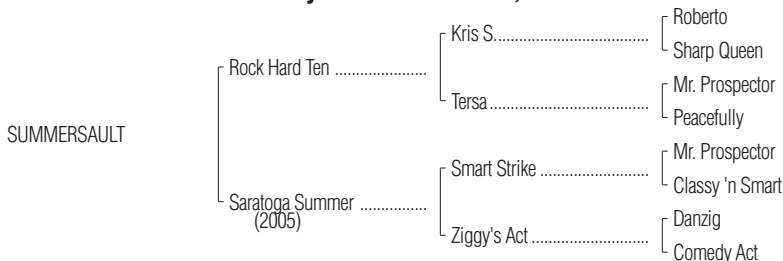 Roberto
Kris S.
Sharp Queen
Rock Hard Ten
Mr. Prospector
Tersa
Peacefully
SUMMERSAULT
Mr. Prospector
Smart Strike
Classy 'n Smart
Saratoga Summer
(2005)
Danzig
Ziggy's Act
Comedy Act